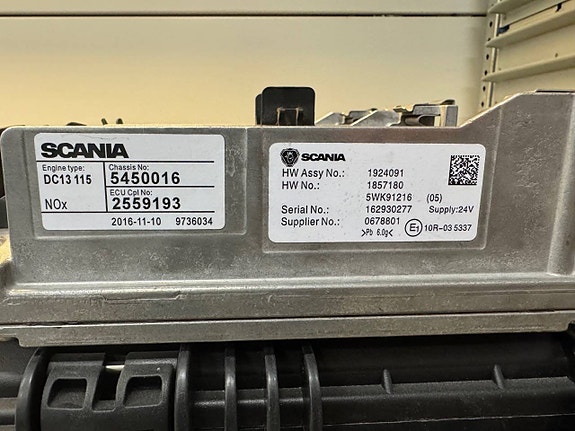 SCANIA
Engine type: Chassis No:
DC13 115 5450016
ECU Cpl No:
NOx 2559193
2016-11-10 9736034
SCANIA
HW Assy No.: 1924091
HW No.: 1857180
5WK91216 (05)
Serial No.: 162930277 Supply:24V
Supplier No.: 0678801
>Pb 6.0g< E1 10R-03 5337